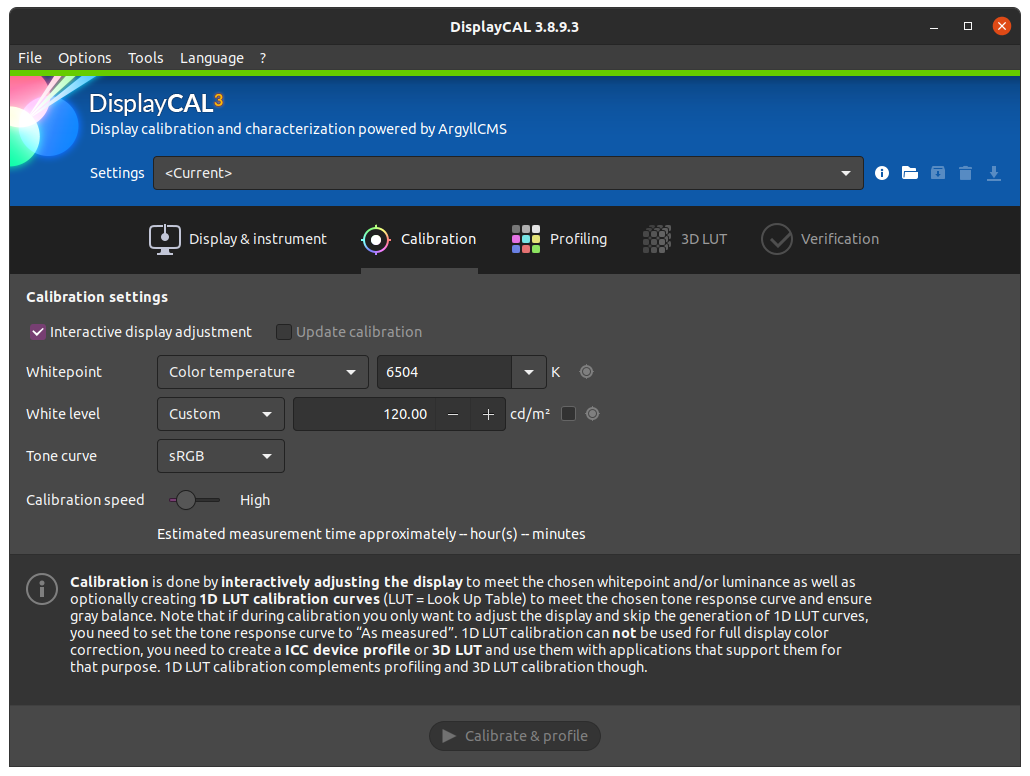 DisplayCAL 3.8.9.3
File Options Tools Language ?
DisplayCAL3
Display calibration and characterization powered by ArgyllCMS
Settings <Current>
Display & instrument Calibration Profiling 3D LUT Verification
Calibration settings
Interactive display adjustment Update calibration
Whitepoint Color temperature 6504 K
White level Custom 120.00 − + cd/m²
Tone curve sRGB
Calibration speed High
Estimated measurement time approximately -- hour(s) -- minutes
Calibration is done by interactively adjusting the display to meet the chosen whitepoint and/or luminance as well as
optionally creating 1D LUT calibration curves (LUT = Look Up Table) to meet the chosen tone response curve and ensure
gray balance. Note that if during calibration you only want to adjust the display and skip the generation of 1D LUT curves,
you need to set the tone response curve to “As measured”. 1D LUT calibration can not be used for full display color
correction, you need to create a ICC device profile or 3D LUT and use them with applications that support them for
that purpose. 1D LUT calibration complements profiling and 3D LUT calibration though.
Calibrate & profile